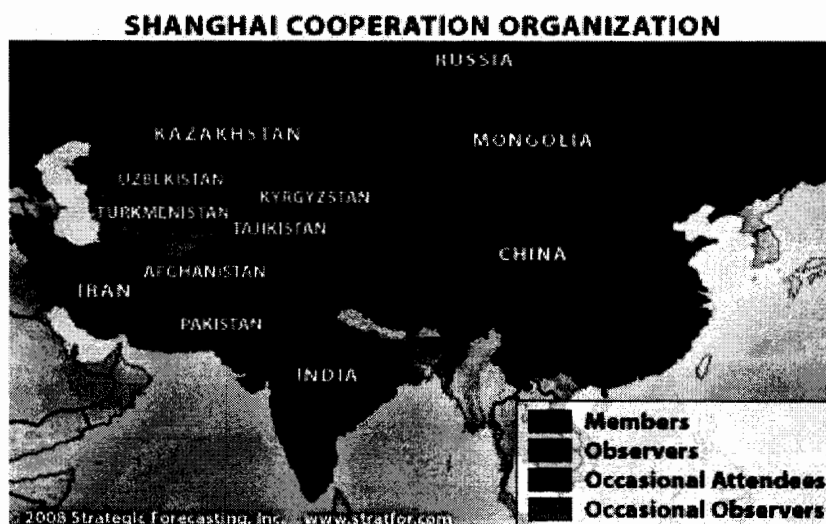 SHANGHAI COOPERATION ORGANIZATION
RUSSIA
KAZAKHSTAN
MONGOLIA
UZBEKISTAN
KYRGYZSTAN
TURKMENISTAN
TAJIKISTAN
CHINA
AFGHANISTAN
IRAN
PAKISTAN
INDIA
Members
Observers
Occasional Attendees
Occasional Observers
2008 Strategic Forecasting, Inc. www.stratfor.com